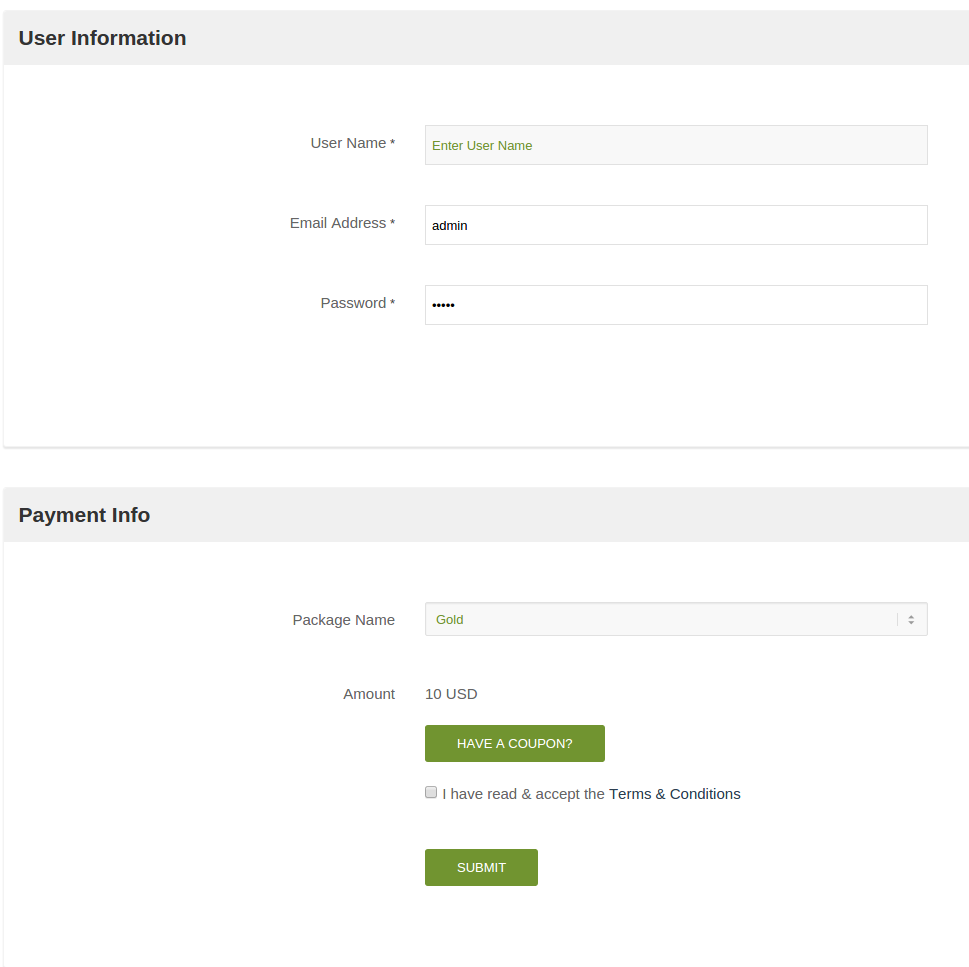 User Information
User Name *
Enter User Name
Email Address *
admin
Password *
•••••
Payment Info
Package Name
Gold
Amount
10 USD
HAVE A COUPON?
I have read & accept the Terms & Conditions
SUBMIT